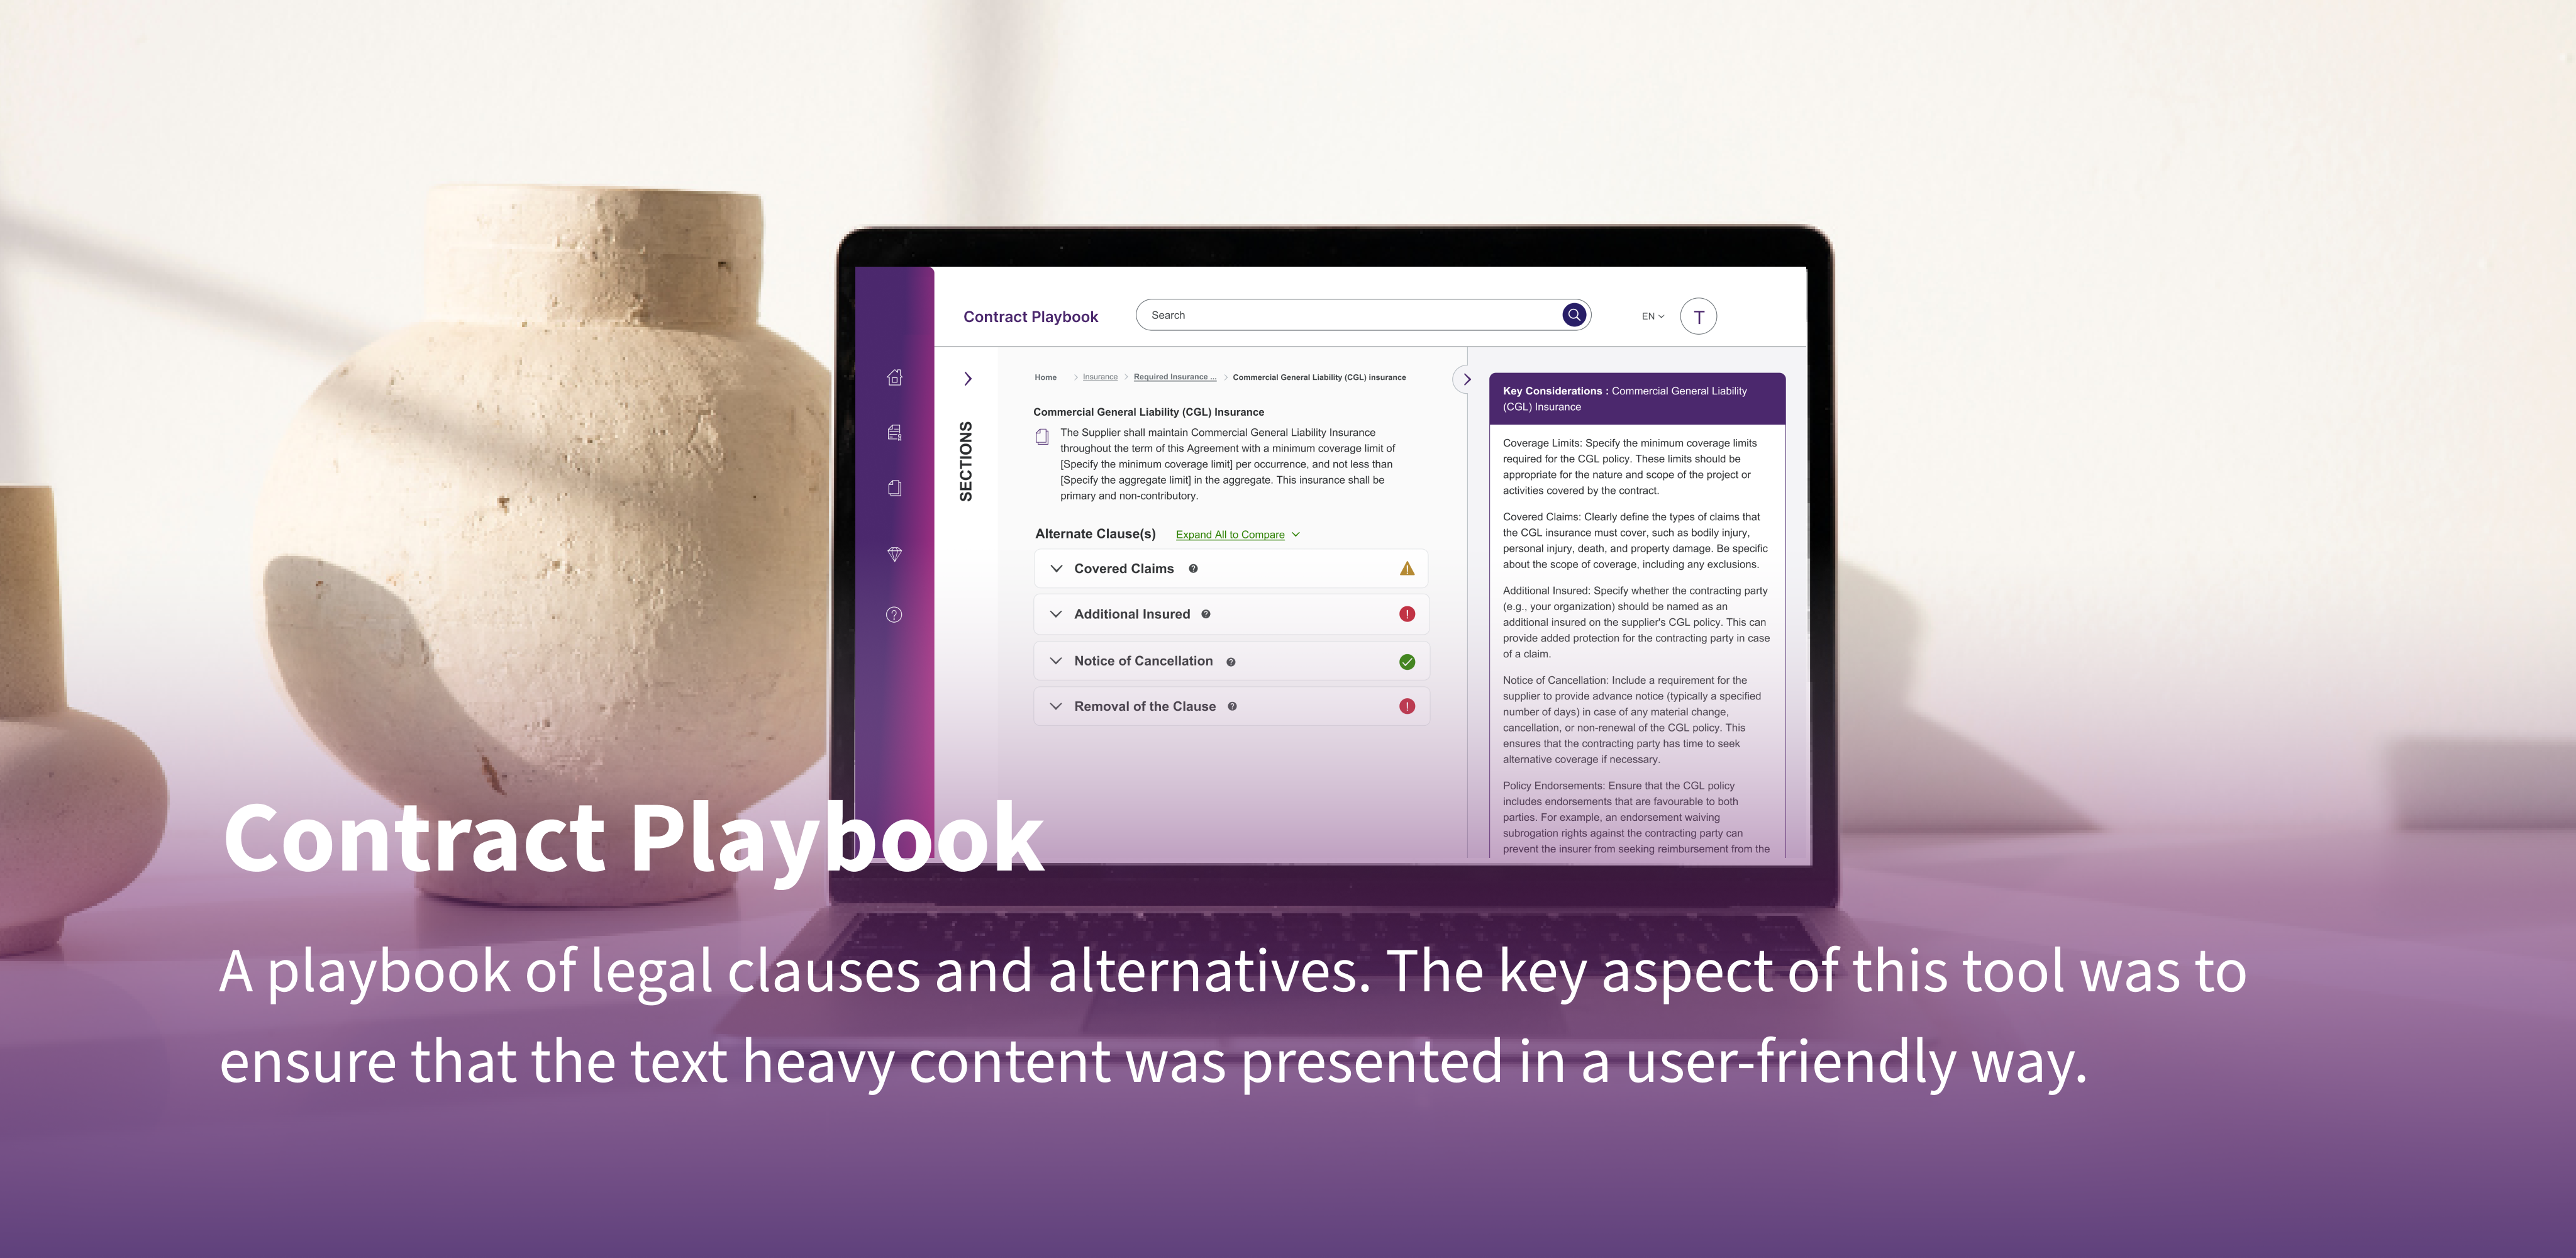 Contract Playbook
Search
EN
T
SECTIONS
Home
Insurance
Required Insurance ...
Commercial General Liability (CGL) insurance
Commercial General Liability (CGL) Insurance
The Supplier shall maintain Commercial General Liability Insurance
throughout the term of this Agreement with a minimum coverage limit of
[Specify the minimum coverage limit] per occurrence, and not less than
[Specify the aggregate limit] in the aggregate. This insurance shall be
primary and non-contributory.
Alternate Clause(s)
Expand All to Compare
Covered Claims
Additional Insured
Notice of Cancellation
Removal of the Clause
Key Considerations : Commercial General Liability
(CGL) Insurance
Coverage Limits: Specify the minimum coverage limits
required for the CGL policy. These limits should be
appropriate for the nature and scope of the project or
activities covered by the contract.
Covered Claims: Clearly define the types of claims that
the CGL insurance must cover, such as bodily injury,
personal injury, death, and property damage. Be specific
about the scope of coverage, including any exclusions.
Additional Insured: Specify whether the contracting party
(e.g., your organization) should be named as an
additional insured on the supplier's CGL policy. This can
provide added protection for the contracting party in case
of a claim.
Notice of Cancellation: Include a requirement for the
supplier to provide advance notice (typically a specified
number of days) in case of any material change,
cancellation, or non-renewal of the CGL policy. This
ensures that the contracting party has time to seek
alternative coverage if necessary.
Policy Endorsements: Ensure that the CGL policy
includes endorsements that are favourable to both
parties. For example, an endorsement waiving
subrogation rights against the contracting party can
prevent the insurer from seeking reimbursement from the
Contract Playbook
A playbook of legal clauses and alternatives. The key aspect of this tool was to
ensure that the text heavy content was presented in a user-friendly way.